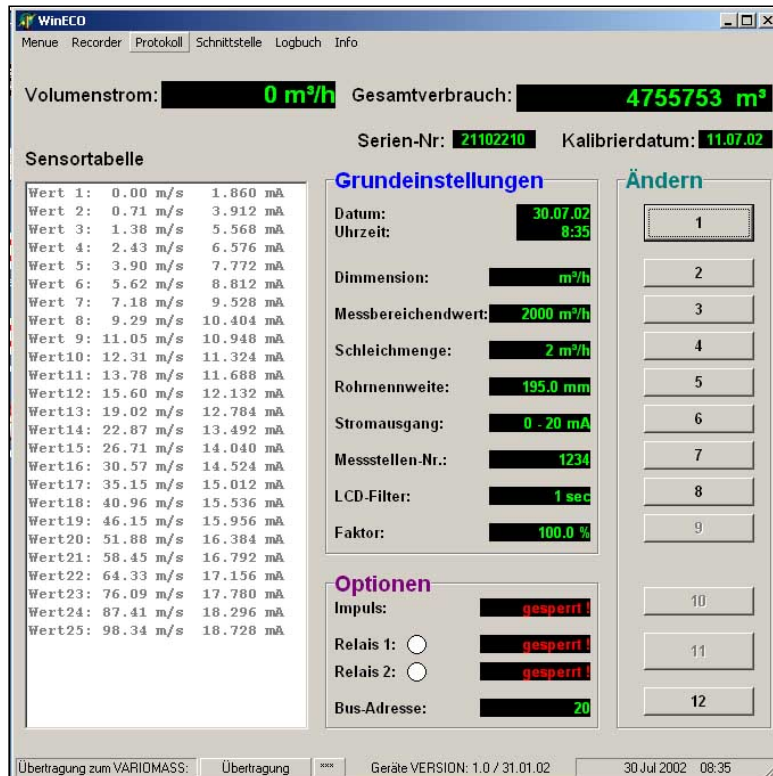 WinECO
Menue Recorder Protokoll Schnittstelle Logbuch Info
Volumenstrom: 0 m³/h Gesamtverbrauch: 4755753 m³
Serien-Nr: 21102210 Kalibrierdatum: 11.07.02
Sensortabelle
Wert 1: 0.00 m/s 1.860 mA
Wert 2: 0.71 m/s 3.912 mA
Wert 3: 1.38 m/s 5.568 mA
Wert 4: 2.43 m/s 6.576 mA
Wert 5: 3.90 m/s 7.772 mA
Wert 6: 5.62 m/s 8.812 mA
Wert 7: 7.18 m/s 9.528 mA
Wert 8: 9.29 m/s 10.404 mA
Wert 9: 11.05 m/s 10.948 mA
Wert10: 12.31 m/s 11.324 mA
Wert11: 13.78 m/s 11.688 mA
Wert12: 15.60 m/s 12.132 mA
Wert13: 19.02 m/s 12.784 mA
Wert14: 22.87 m/s 13.492 mA
Wert15: 26.71 m/s 14.040 mA
Wert16: 30.57 m/s 14.524 mA
Wert17: 35.15 m/s 15.012 mA
Wert18: 40.96 m/s 15.536 mA
Wert19: 46.15 m/s 15.956 mA
Wert20: 51.88 m/s 16.384 mA
Wert21: 58.45 m/s 16.792 mA
Wert22: 64.33 m/s 17.156 mA
Wert23: 76.09 m/s 17.780 mA
Wert24: 87.41 m/s 18.296 mA
Wert25: 98.34 m/s 18.728 mA
Grundeinstellungen
Datum: 30.07.02
Uhrzeit: 8:35
Dimmension: m³/h
Messbereichendwert: 2000 m³/h
Schleichmenge: 2 m³/h
Rohrnennweite: 195.0 mm
Stromausgang: 0 - 20 mA
Messstellen-Nr.: 1234
LCD-Filter: 1 sec
Faktor: 100.0 %
Optionen
Impuls: gesperrt !
Relais 1: gesperrt !
Relais 2: gesperrt !
Bus-Adresse: 20
Ändern
1
2
3
4
5
6
7
8
9
10
11
12
Übertragung zum VARIOMASS: Übertragung *** Geräte VERSION: 1.0 / 31.01.02 30 Jul 2002 08:35